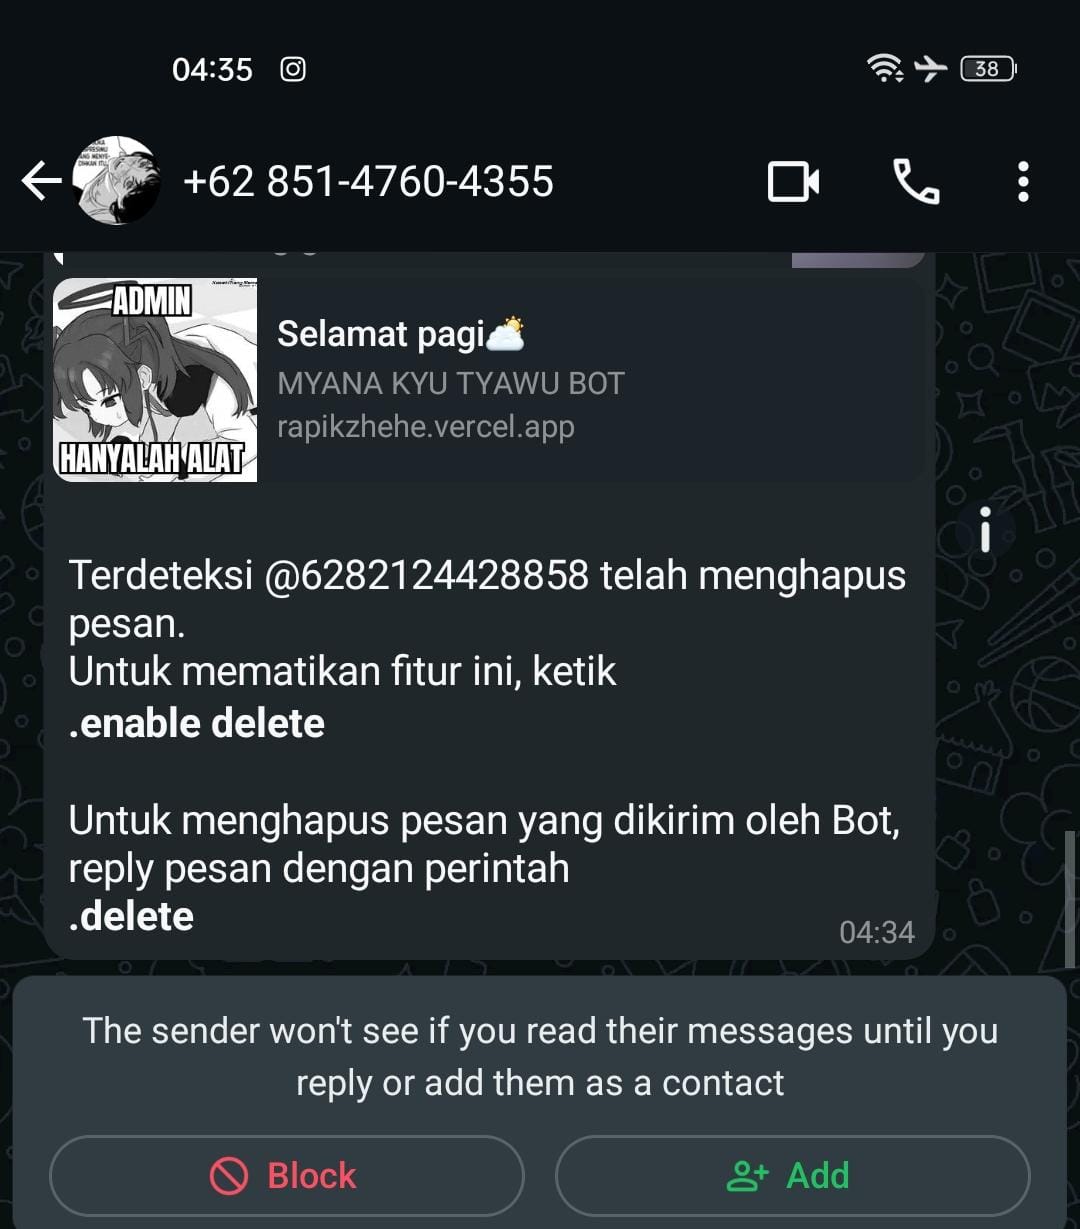 04:35
38
+62 851-4760-4355
ADMIN
HANYALAH ALAT
Selamat pagi
MYANA KYU TYAWU BOT
rapikzhehe.vercel.app
Terdeteksi @6282124428858 telah menghapus
pesan.
Untuk mematikan fitur ini, ketik
.enable delete
Untuk menghapus pesan yang dikirim oleh Bot,
reply pesan dengan perintah
.delete
04:34
The sender won't see if you read their messages until you
reply or add them as a contact
Block
Add